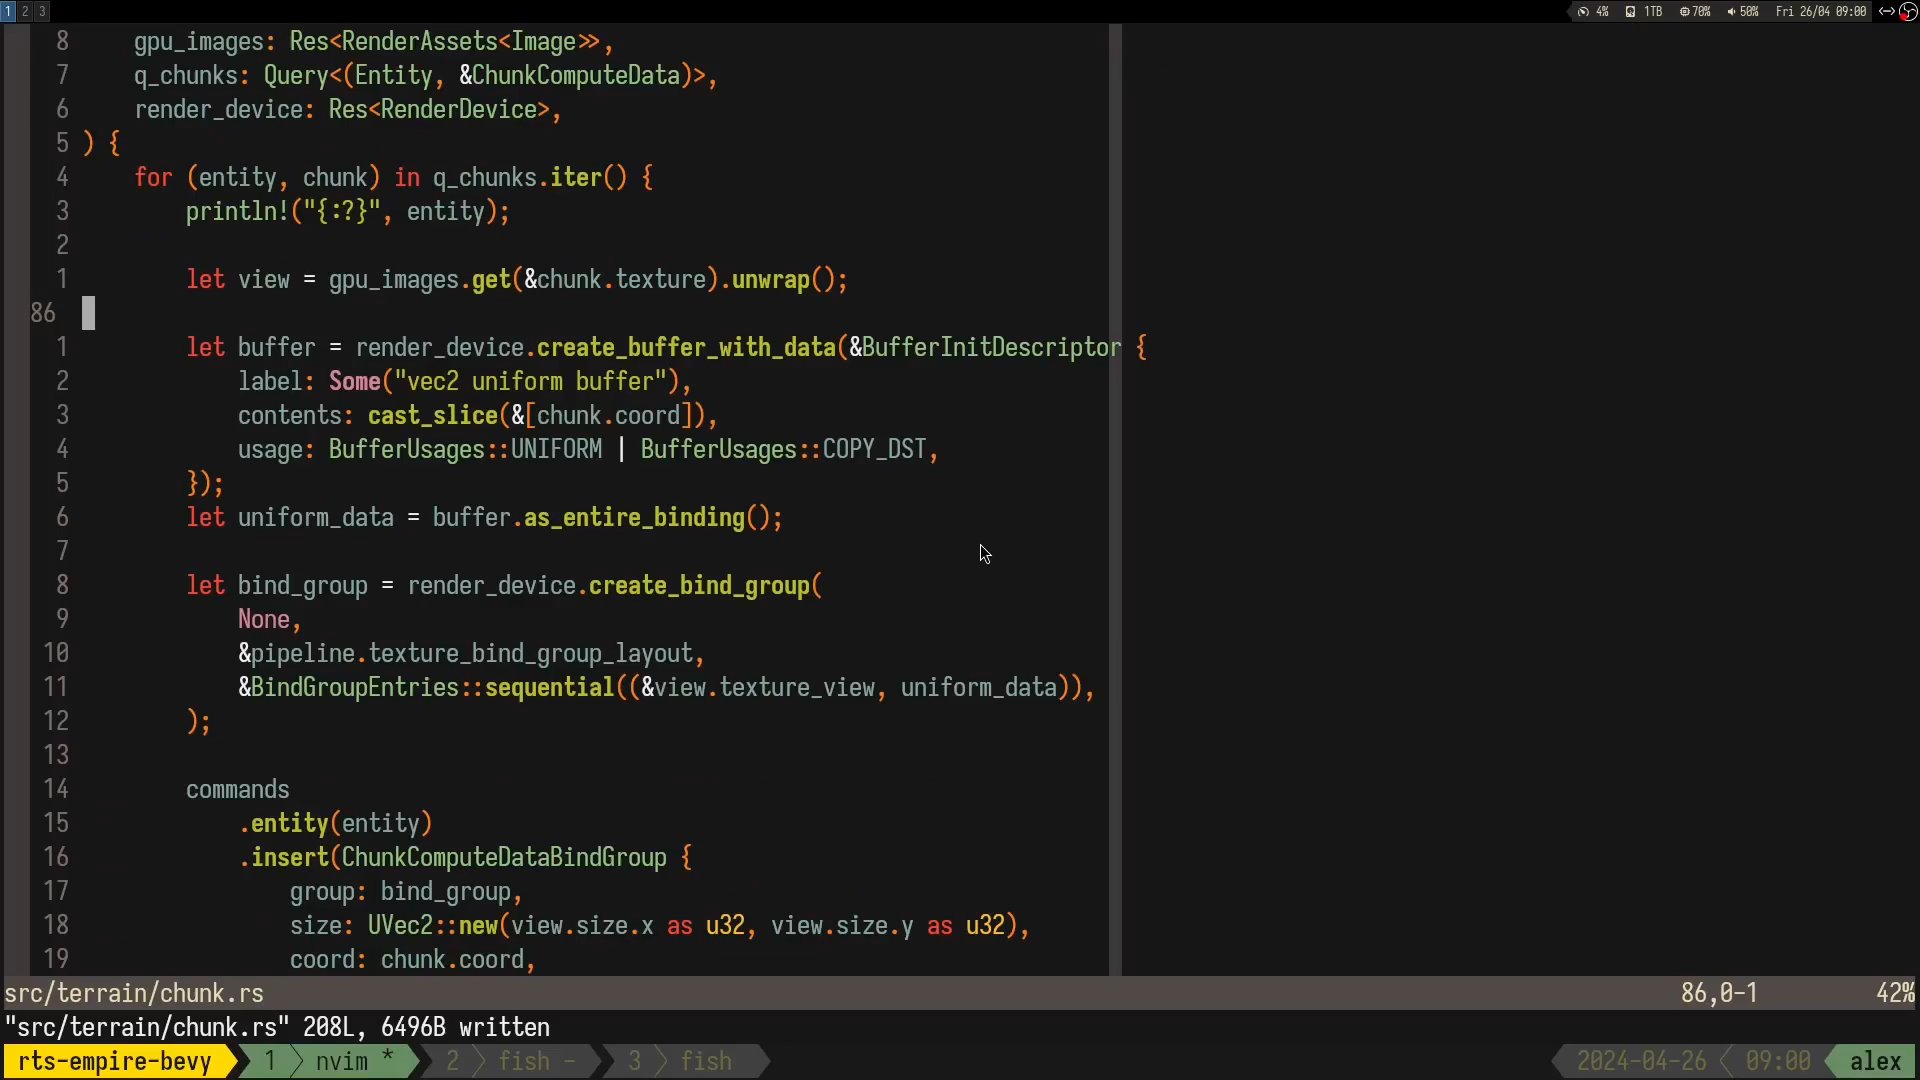 1 2 3 4% 1TB 70% 50% Fri 26/04 09:00
8 gpu_images: Res<RenderAssets<Image>>,
7 q_chunks: Query<(Entity, &ChunkComputeData)>,
6 render_device: Res<RenderDevice>,
5 ) {
4 for (entity, chunk) in q_chunks.iter() {
3 println!("{:?}", entity);
2
1 let view = gpu_images.get(&chunk.texture).unwrap();
86
1 let buffer = render_device.create_buffer_with_data(&BufferInitDescriptor {
2 label: Some("vec2 uniform buffer"),
3 contents: cast_slice(&[chunk.coord]),
4 usage: BufferUsages::UNIFORM | BufferUsages::COPY_DST,
5 });
6 let uniform_data = buffer.as_entire_binding();
7
8 let bind_group = render_device.create_bind_group(
9 None,
10 &pipeline.texture_bind_group_layout,
11 &BindGroupEntries::sequential((&view.texture_view, uniform_data)),
12 );
13
14 commands
15 .entity(entity)
16 .insert(ChunkComputeDataBindGroup {
17 group: bind_group,
18 size: UVec2::new(view.size.x as u32, view.size.y as u32),
19 coord: chunk.coord,
src/terrain/chunk.rs 86,0-1 42%
"src/terrain/chunk.rs" 208L, 6496B written
rts-empire-bevy 1 nvim * 2 fish - 3 fish 2024-04-26 09:00 alex